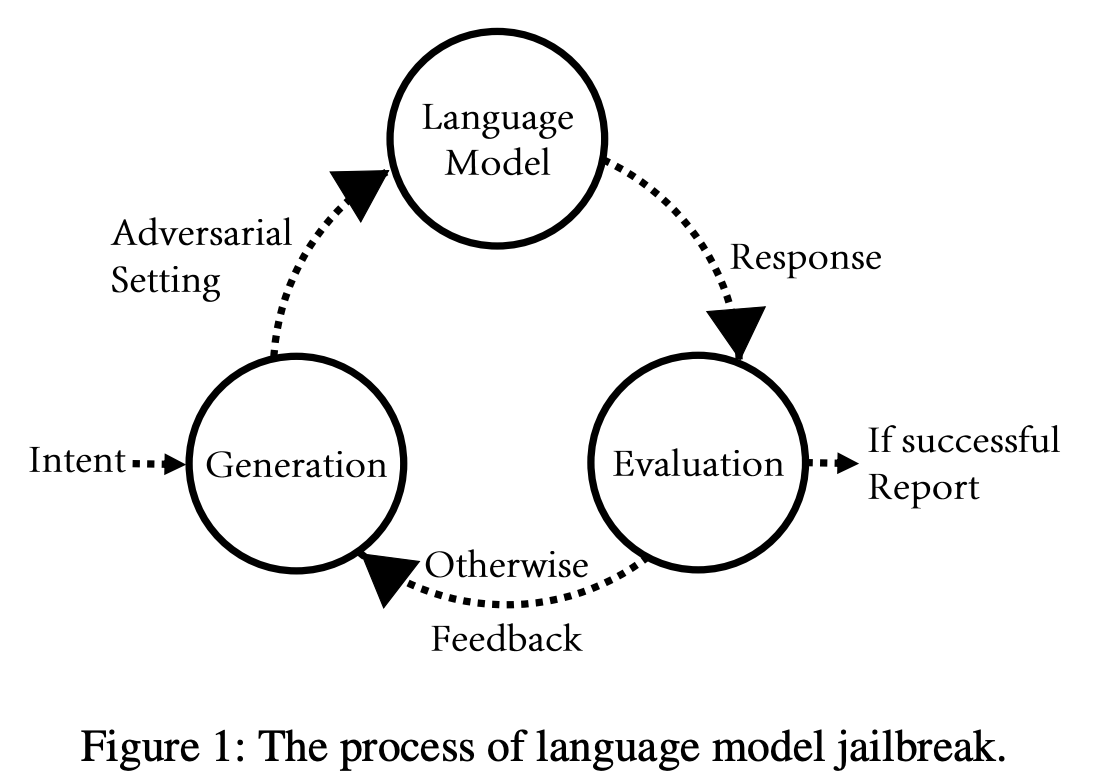 Language
Model
Adversarial
Setting
Response
Intent
Generation
Evaluation
If successful
Report
Otherwise
Feedback
Figure 1: The process of language model jailbreak.